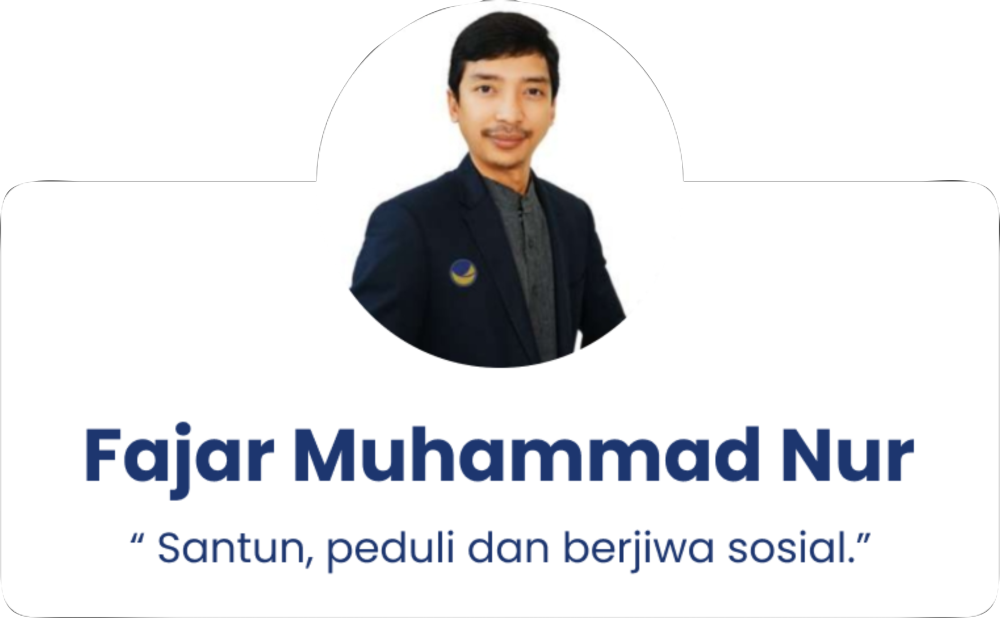 Fajar Muhammad Nur
“ Santun, peduli dan berjiwa sosial.”